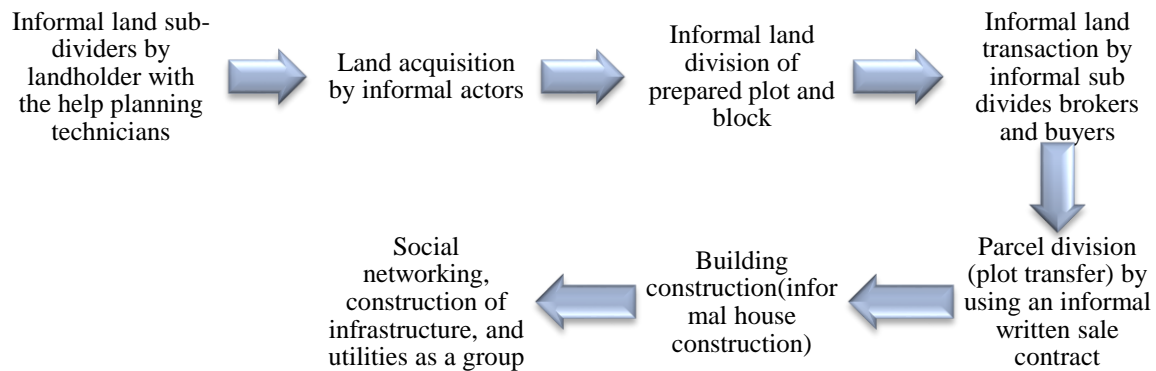 Informal land sub-
dividers by
landholder with
the help planning
technicians
Land acquisition
by informal actors
Informal land
division of
prepared plot and
block
Informal land
transaction by
informal sub
divides brokers
and buyers
Parcel division
(plot transfer) by
using an informal
written sale
contract
Building
construction(infor
mal house
construction)
Social
networking,
construction of
infrastructure, and
utilities as a group